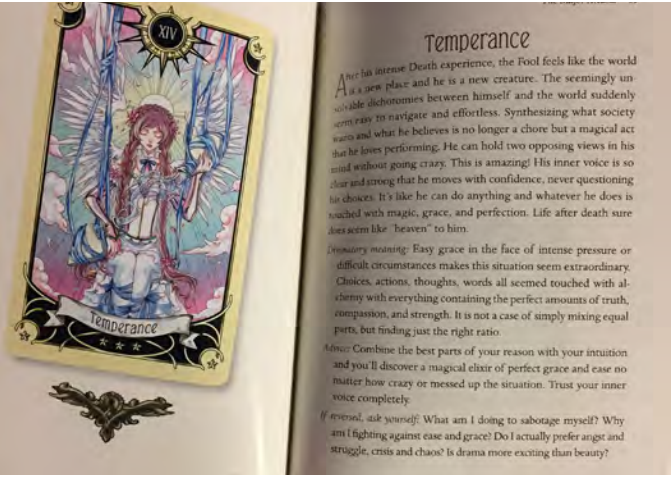 XIV
Temperance
Temperance
After his intense Death experience, the Fool feels like the world
is a new place and he is a new creature. The seemingly un-
solvable dichotomies between himself and the world suddenly
seem easy to navigate and effortless. Synthesizing what society
wants and what he believes is no longer a chore but a magical act
that he loves performing. He can hold two opposing views in his
mind without going crazy. This is amazing! His inner voice is so
clear and strong that he moves with confidence, never questioning
his choices. It's like he can do anything and whatever he does is
touched with magic, grace, and perfection. Life after death sure
does seem like "heaven" to him.
meaning: Easy grace in the face of intense pressure or
difficult circumstances makes this situation seem extraordinary.
Choices, actions, thoughts, words all seemed touched with al-
chemy with everything containing the perfect amounts of truth,
compassion, and strength. It is not a case of simply mixing equal
parts, but finding just the right ratio.
Advice: Combine the best parts of your reason with your intuition
and you'll discover a magical elixir of perfect grace and ease no
matter how crazy or messed up the situation. Trust your inner
voice completely.
If reversed, ask yourself: What am I doing to sabotage myself? Why
am I fighting against ease and grace? Do I actually prefer angst and
struggle, crisis and chaos? Is drama more exciting than beauty?